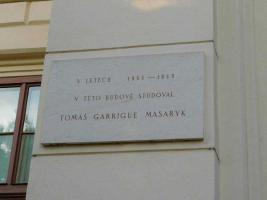 V LETECH 1865 — 1869
V TÉTO BUDOVĚ STUDOVAL
TOMÁŠ GARRIGUE MASARYK